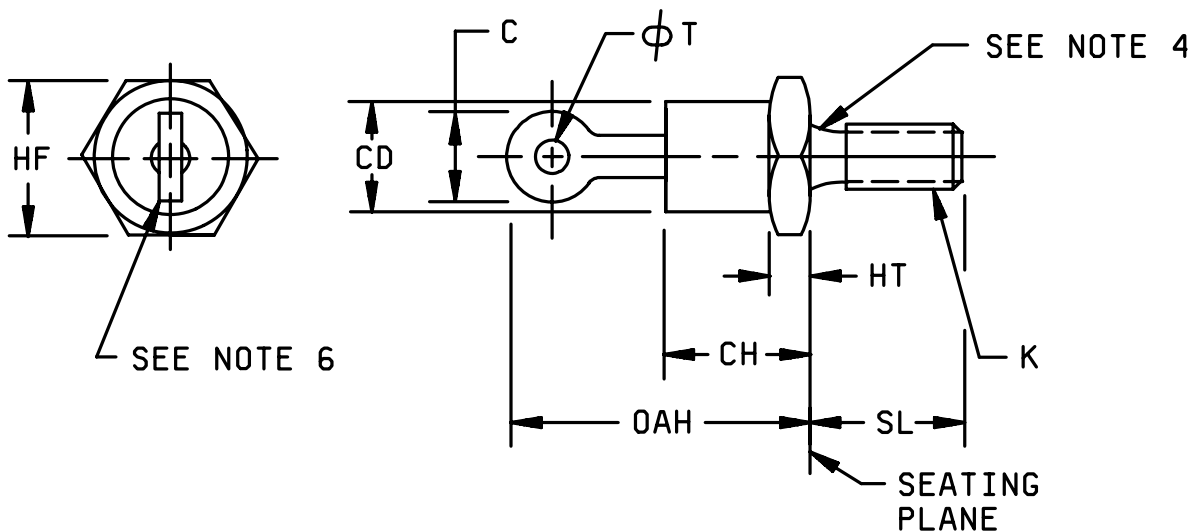 C
ϕT
SEE NOTE 4
HF
CD
HT
SEE NOTE 6
CH
K
OAH
SL
SEATING
PLANE